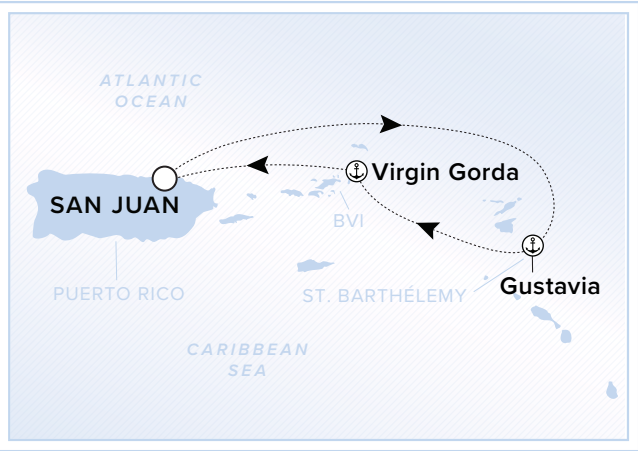 ATLANTIC
OCEAN
Virgin Gorda
SAN JUAN
BVI
Gustavia
PUERTO RICO
ST. BARTHÉLEMY
CARIBBEAN
SEA